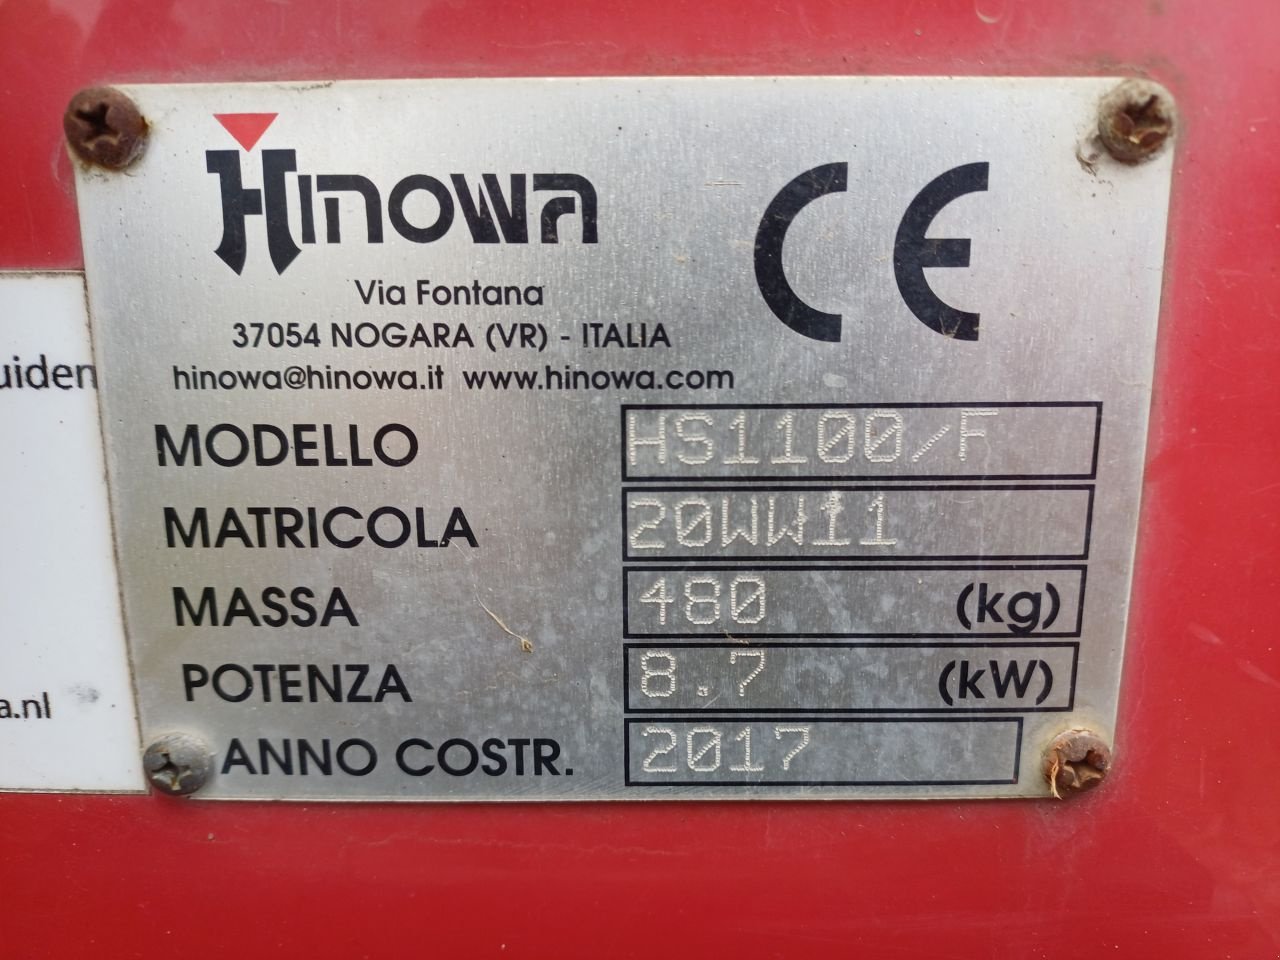 HINOWA
CE
Via Fontana
37054 NOGARA (VR) - ITALIA
hinowa@hinowa.it www.hinowa.com
MODELLO HS1100/F
MATRICOLA 20WW11
MASSA 480 (kg)
POTENZA 8.7 (kW)
ANNO COSTR. 2017
uiden
a.nl